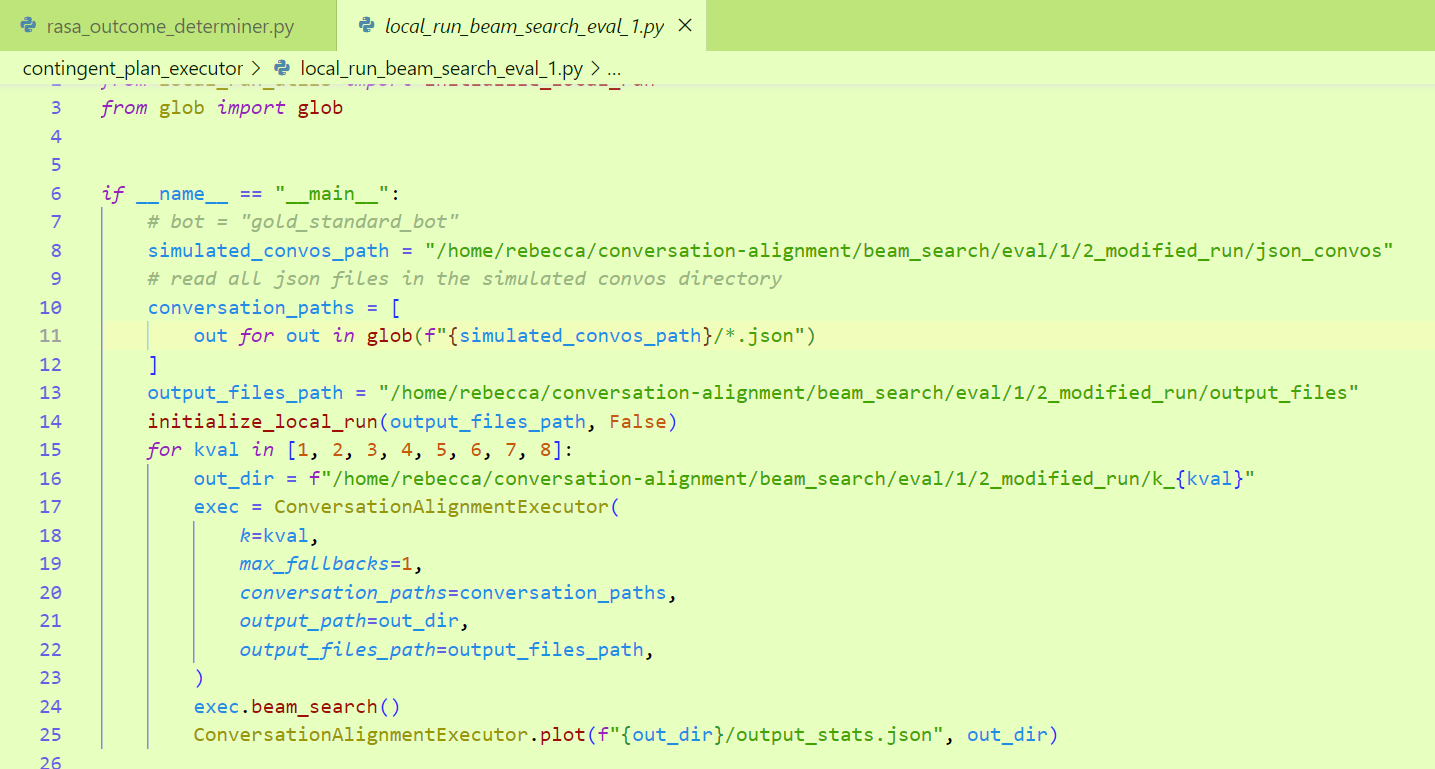 rasa_outcome_determiner.py
local_run_beam_search_eval_1.py
contingent_plan_executor > local_run_beam_search_eval_1.py > ...
2 from local_run_utils import initialize_local_run
3 from glob import glob
4
5
6 if __name__ == "__main__":
7 # bot = "gold_standard_bot"
8 simulated_convos_path = "/home/rebecca/conversation-alignment/beam_search/eval/1/2_modified_run/json_convos"
9 # read all json files in the simulated convos directory
10 conversation_paths = [
11 out for out in glob(f"{simulated_convos_path}/*.json")
12 ]
13 output_files_path = "/home/rebecca/conversation-alignment/beam_search/eval/1/2_modified_run/output_files"
14 initialize_local_run(output_files_path, False)
15 for kval in [1, 2, 3, 4, 5, 6, 7, 8]:
16 out_dir = f"/home/rebecca/conversation-alignment/beam_search/eval/1/2_modified_run/k_{kval}"
17 exec = ConversationAlignmentExecutor(
18 k=kval,
19 max_fallbacks=1,
20 conversation_paths=conversation_paths,
21 output_path=out_dir,
22 output_files_path=output_files_path,
23 )
24 exec.beam_search()
25 ConversationAlignmentExecutor.plot(f"{out_dir}/output_stats.json", out_dir)
26